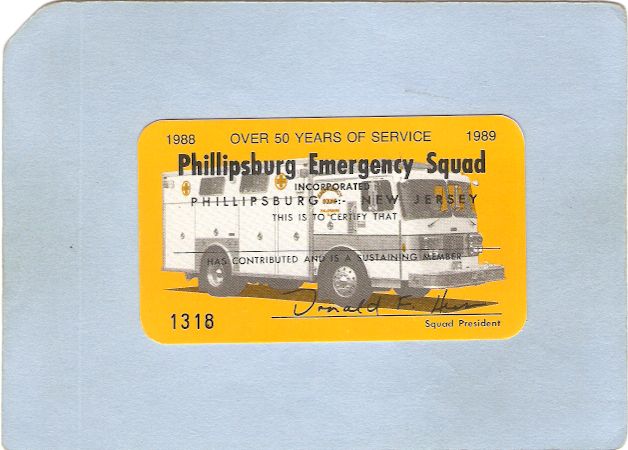 1988 OVER 50 YEARS OF SERVICE 1989
Phillipsburg Emergency Squad
INCORPORATED
PHILLIPSBURG -:- NEW JERSEY
THIS IS TO CERTIFY THAT
HAS CONTRIBUTED AND IS A SUSTAINING MEMBER
Donald F.
1318
Squad President